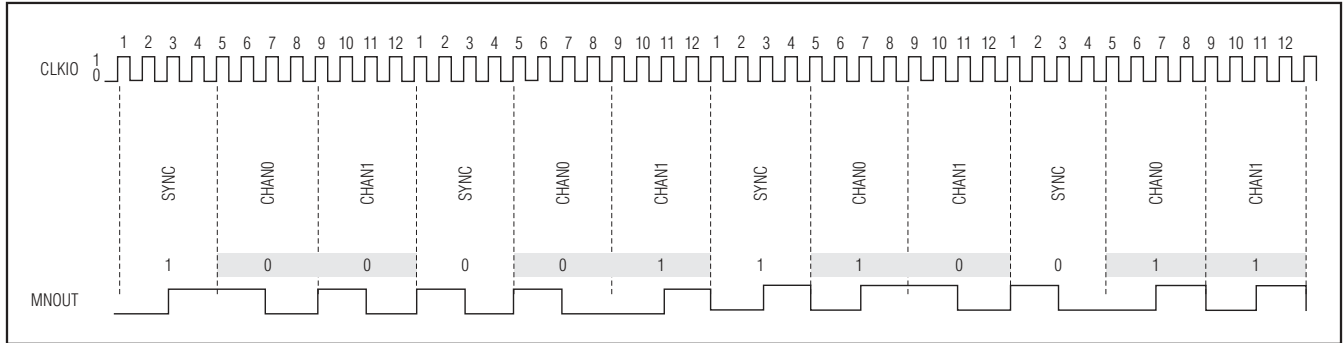 1 2 3 4 5 6 7 8 9 10 11 12 1 2 3 4 5 6 7 8 9 10 11 12 1 2 3 4 5 6 7 8 9 10 11 12 1 2 3 4 5 6 7 8 9 10 11 12
CLKIO 1
0
SYNC CHAN0 CHAN1 SYNC CHAN0 CHAN1 SYNC CHAN0 CHAN1 SYNC CHAN0 CHAN1
1 0 0 0 0 1 1 1 0 0 1 1
MNOUT